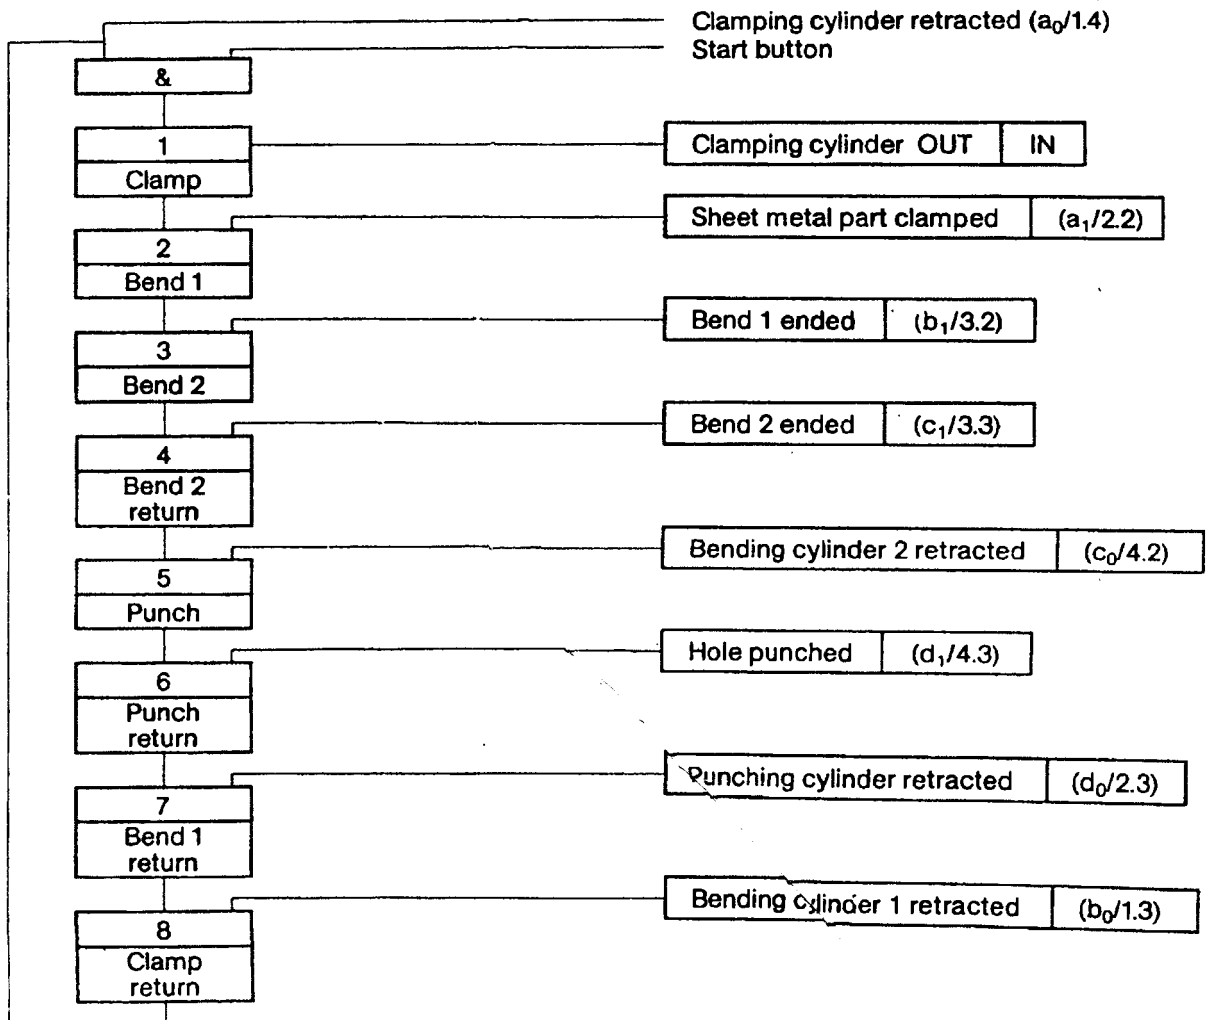 Clamping cylinder retracted (a₀/1.4)
Start button
&
1
Clamp
Clamping cylinder OUT IN
Sheet metal part clamped (a₁/2.2)
2
Bend 1
Bend 1 ended (b₁/3.2)
3
Bend 2
Bend 2 ended (c₁/3.3)
4
Bend 2
return
Bending cylinder 2 retracted (c₀/4.2)
5
Punch
Hole punched (d₁/4.3)
6
Punch
return
Punching cylinder retracted (d₀/2.3)
7
Bend 1
return
Bending cylinder 1 retracted (b₀/1.3)
8
Clamp
return